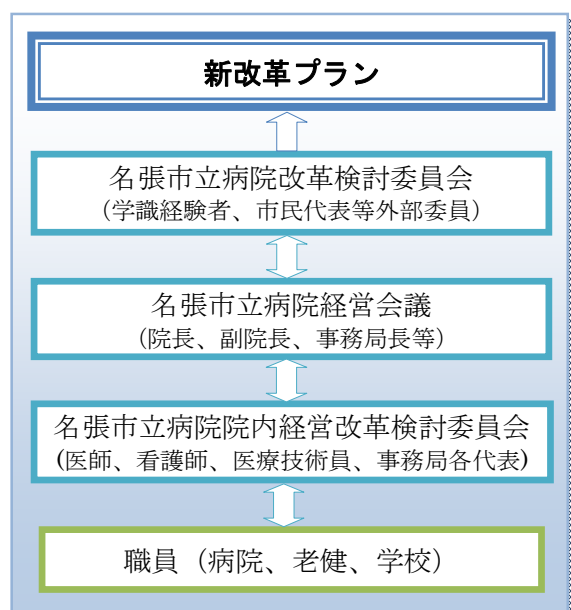 新改革プラン
名張市立病院改革検討委員会
（学識経験者、市民代表等外部委員）
名張市立病院経営会議
（院長、副院長、事務局長等）
名張市立病院院内経営改革検討委員会
(医師、看護師、医療技術員、事務局各代表)
職員（病院、老健、学校）